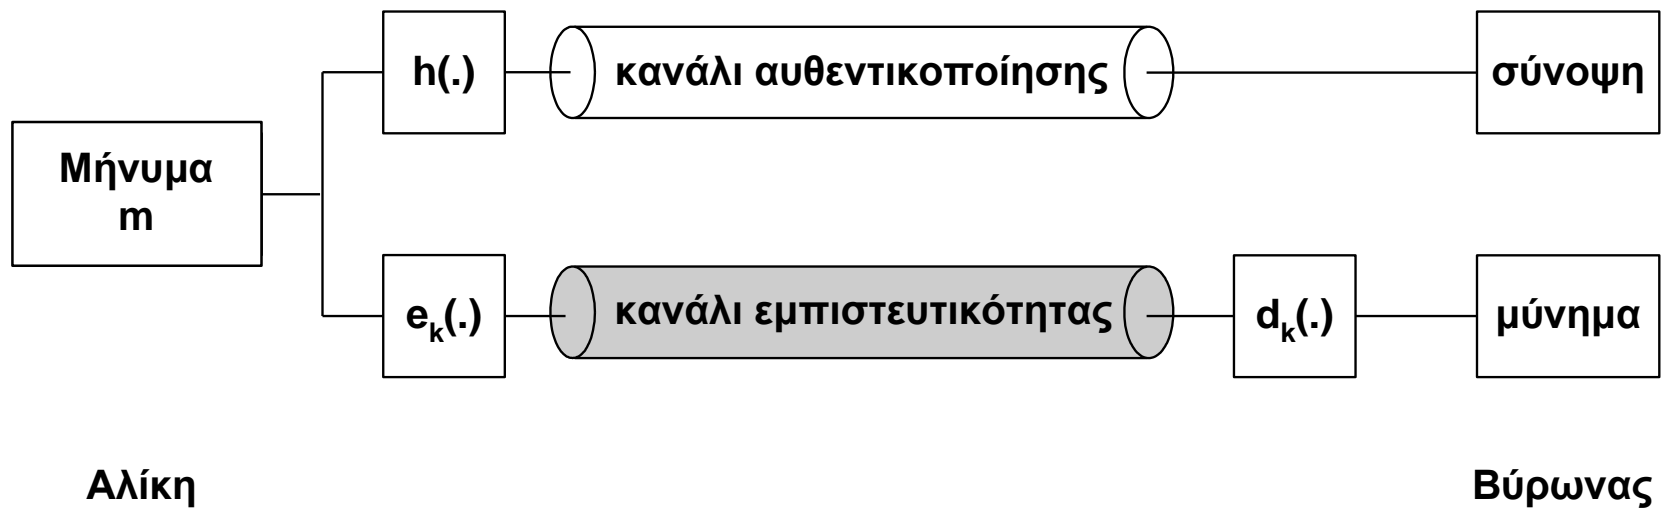 h(.)
κανάλι αυθεντικοποίησης
σύνοψη
Μήνυμα
m
e_k(.)
κανάλι εμπιστευτικότητας
d_k(.)
μύνημα
Αλίκη
Βύρωνας